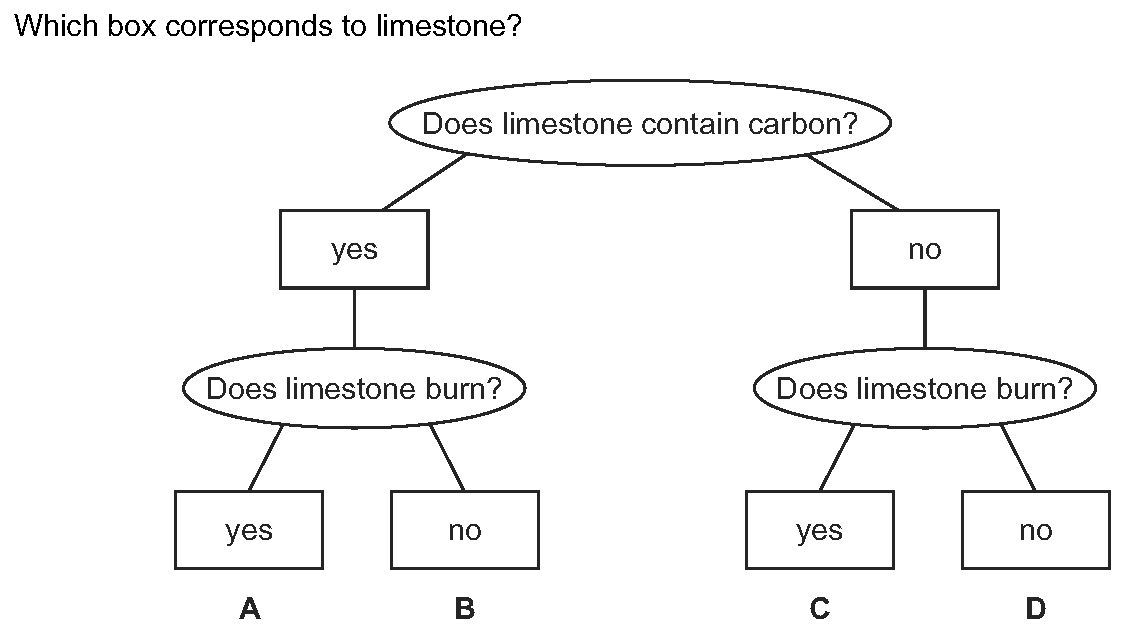 Which box corresponds to limestone?
Does limestone contain carbon?
yes
no
Does limestone burn?
Does limestone burn?
yes
no
yes
no
A
B
C
D